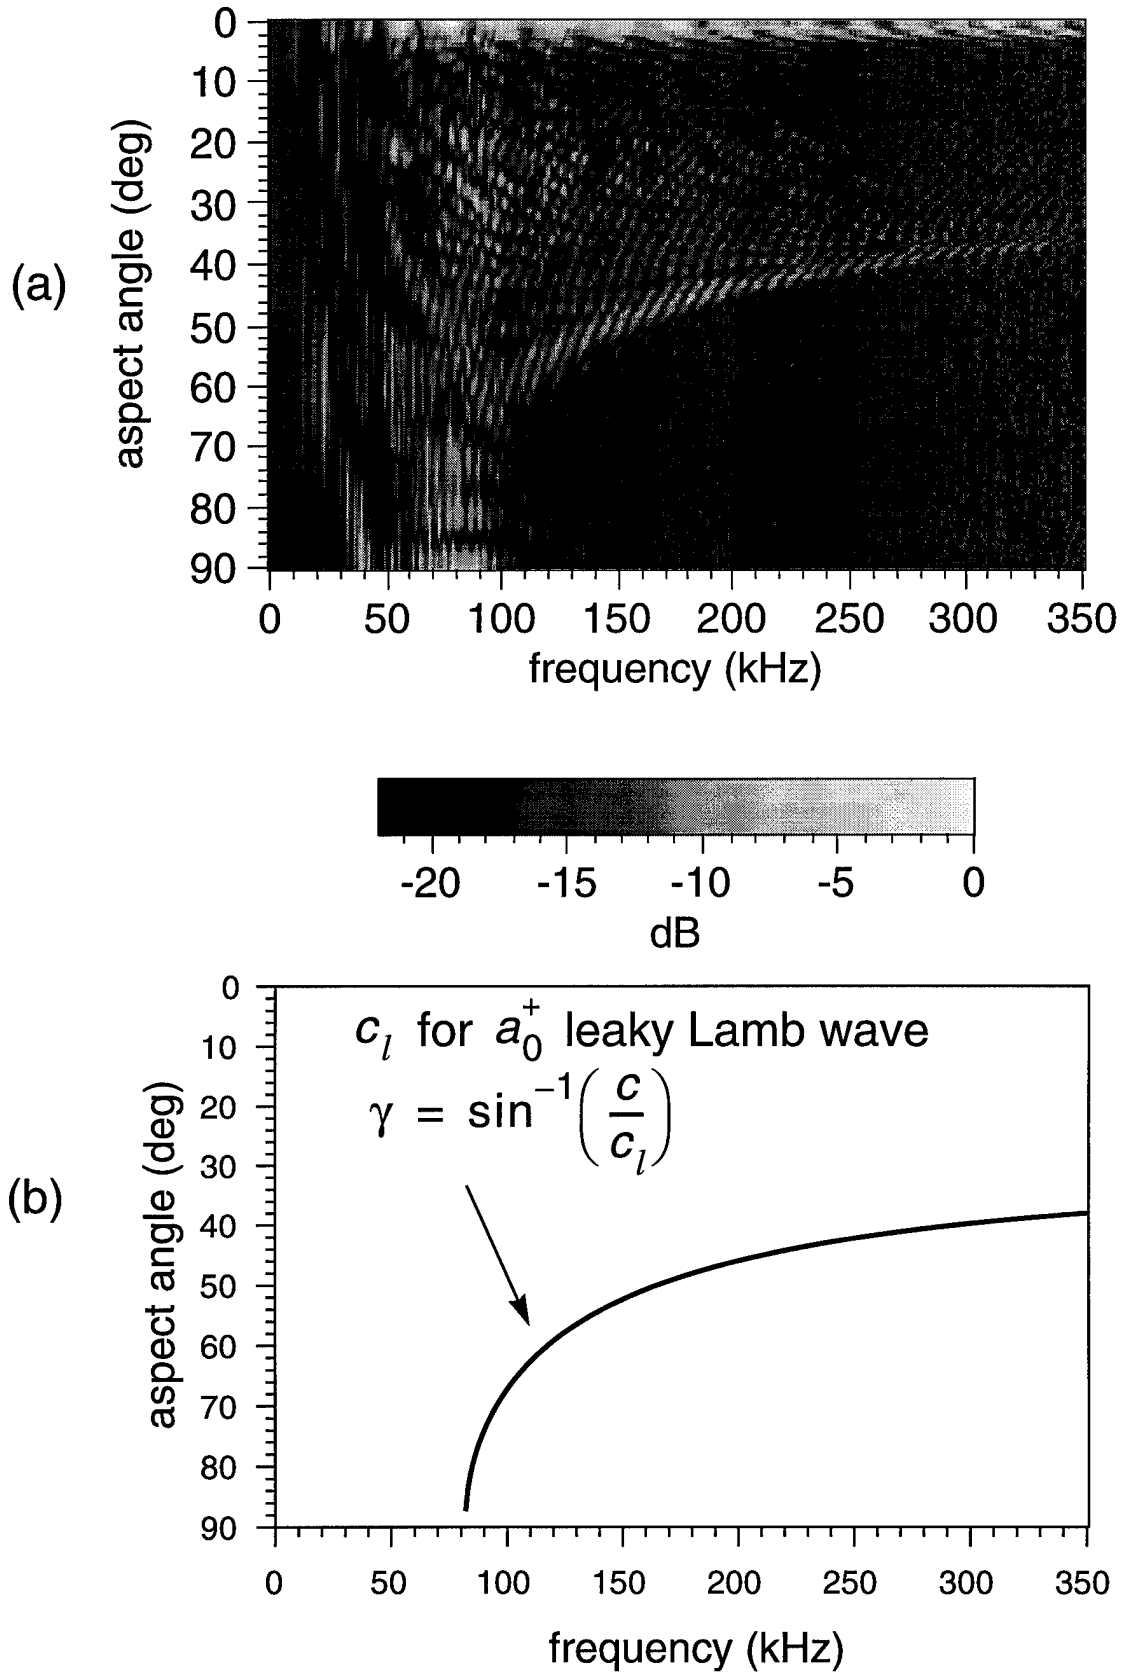 0
10
20
30
40
50
60
70
80
90
aspect angle (deg)
(a)
0 50 100 150 200 250 300 350
frequency (kHz)
-20 -15 -10 -5 0
dB
0
10
20
30
40
50
60
70
80
90
aspect angle (deg)
(b)
c_l for a_0^+ leaky Lamb wave
γ = sin^{-1}(c/c_l)
0 50 100 150 200 250 300 350
frequency (kHz)